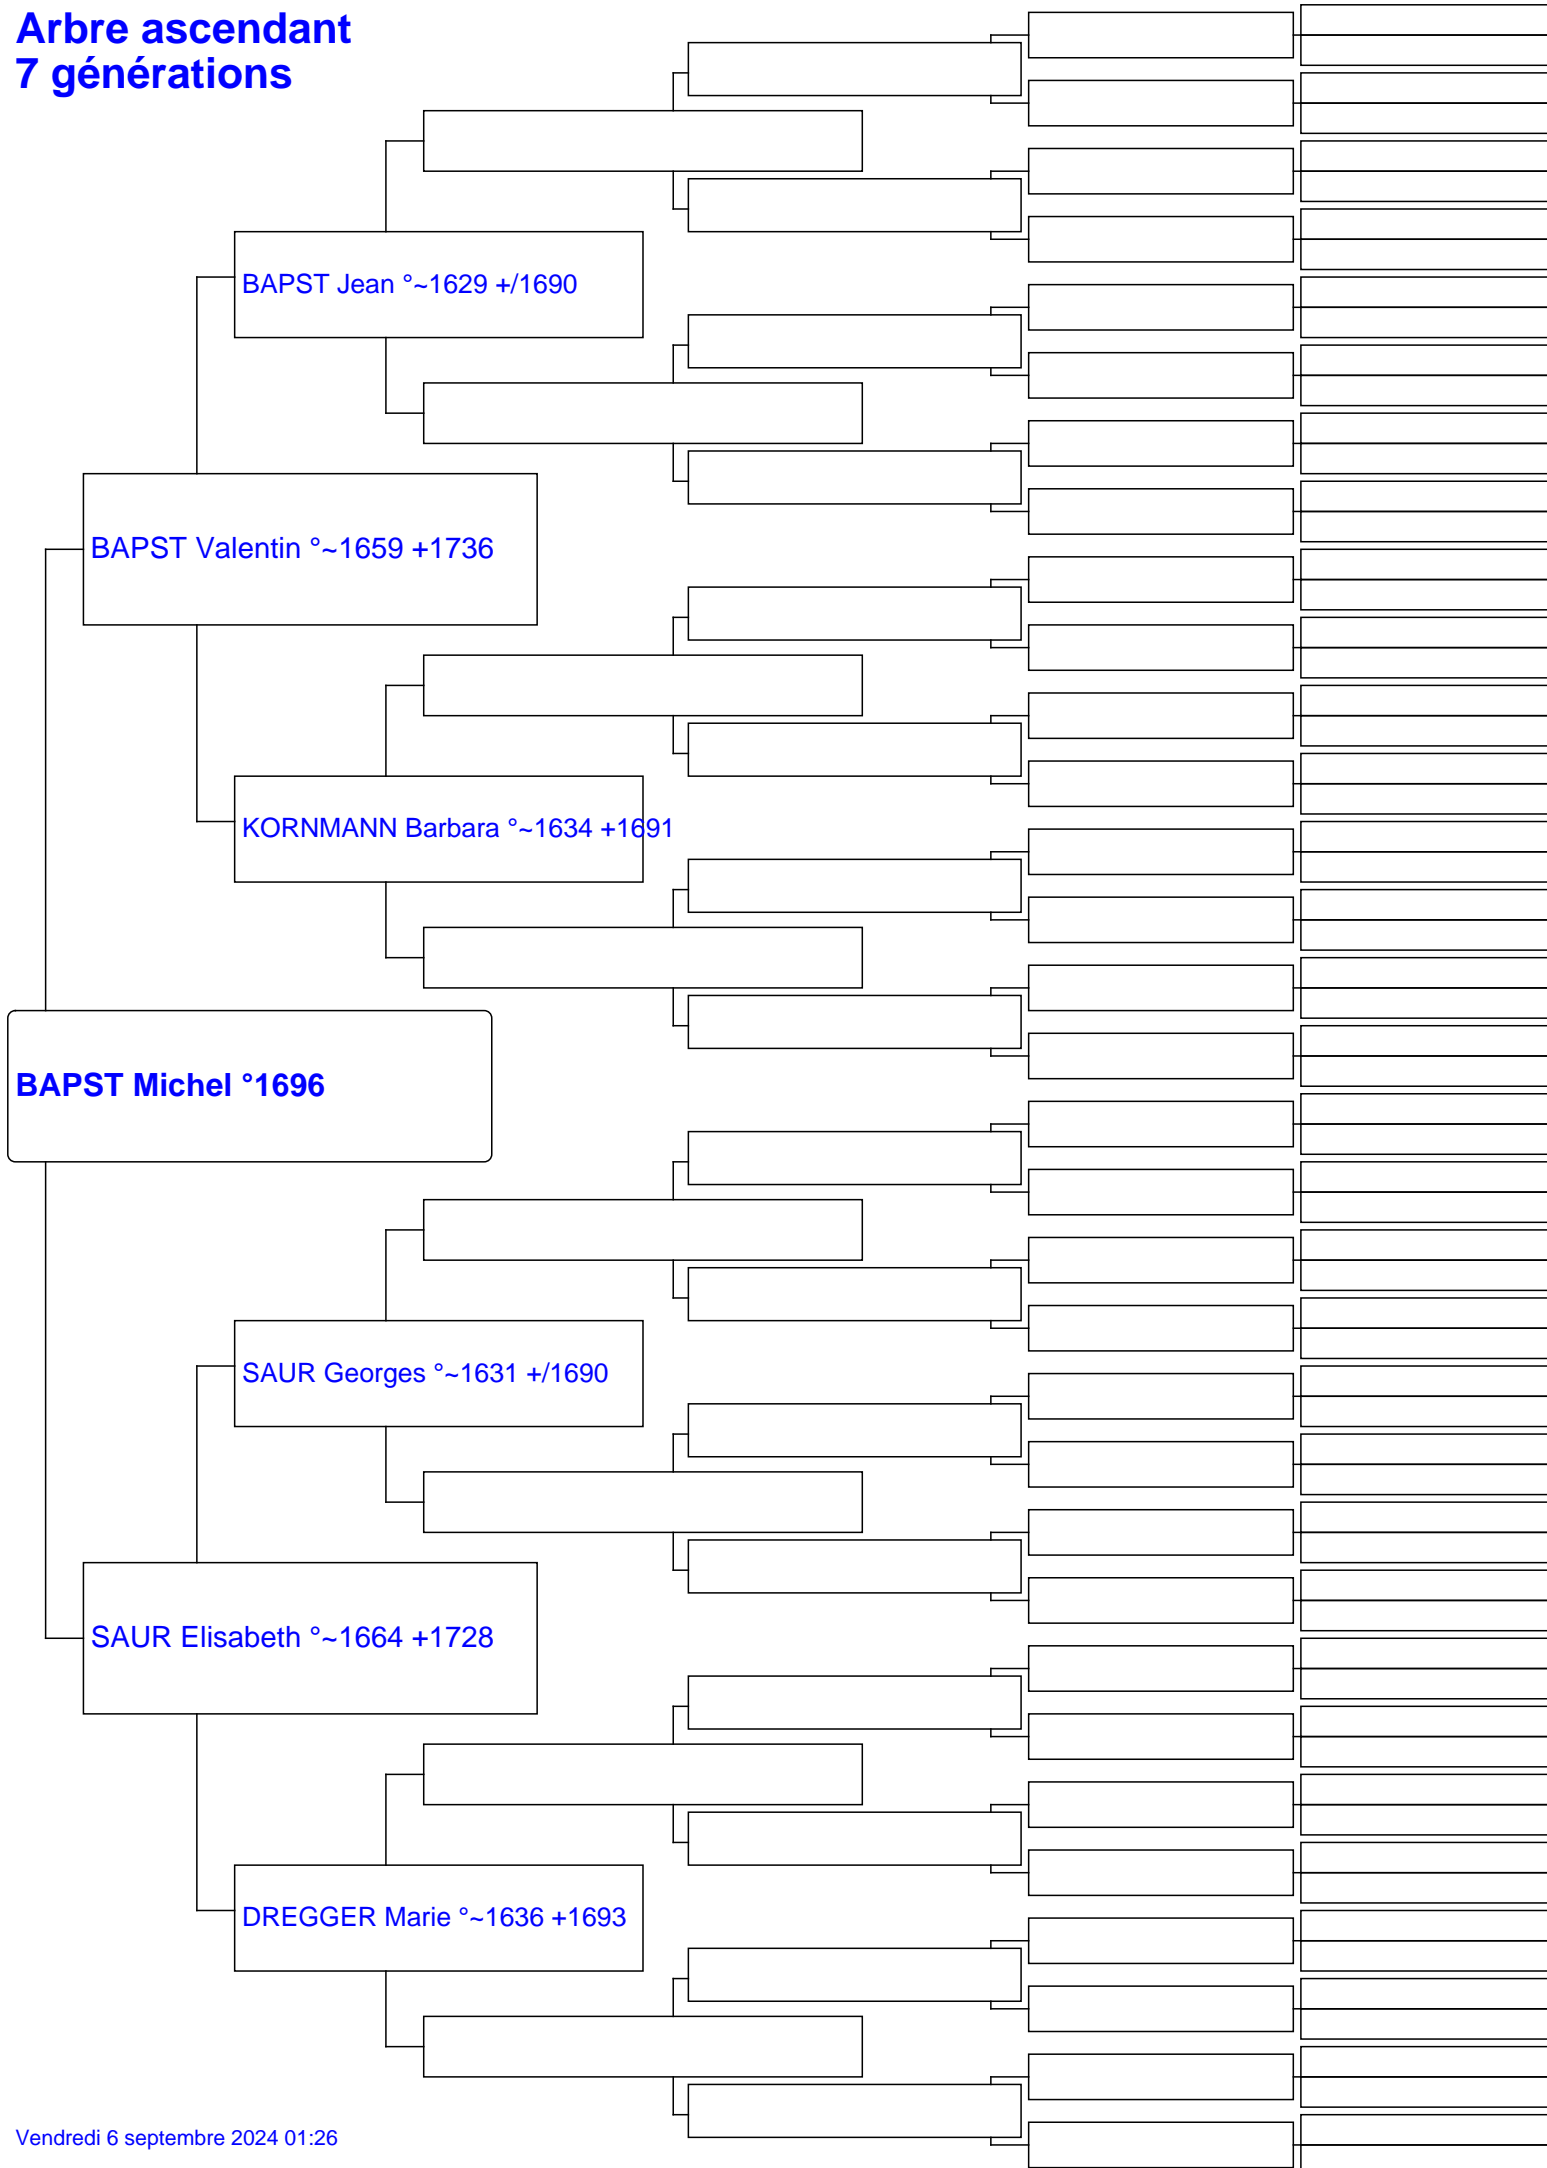 Arbre ascendant
7 générations
BAPST Jean °~1629 +/1690
BAPST Valentin °~1659 +1736
KORNMANN Barbara °~1634 +1691
BAPST Michel °1696
SAUR Georges °~1631 +/1690
SAUR Elisabeth °~1664 +1728
DREGGER Marie °~1636 +1693
Vendredi 6 septembre 2024 01:26